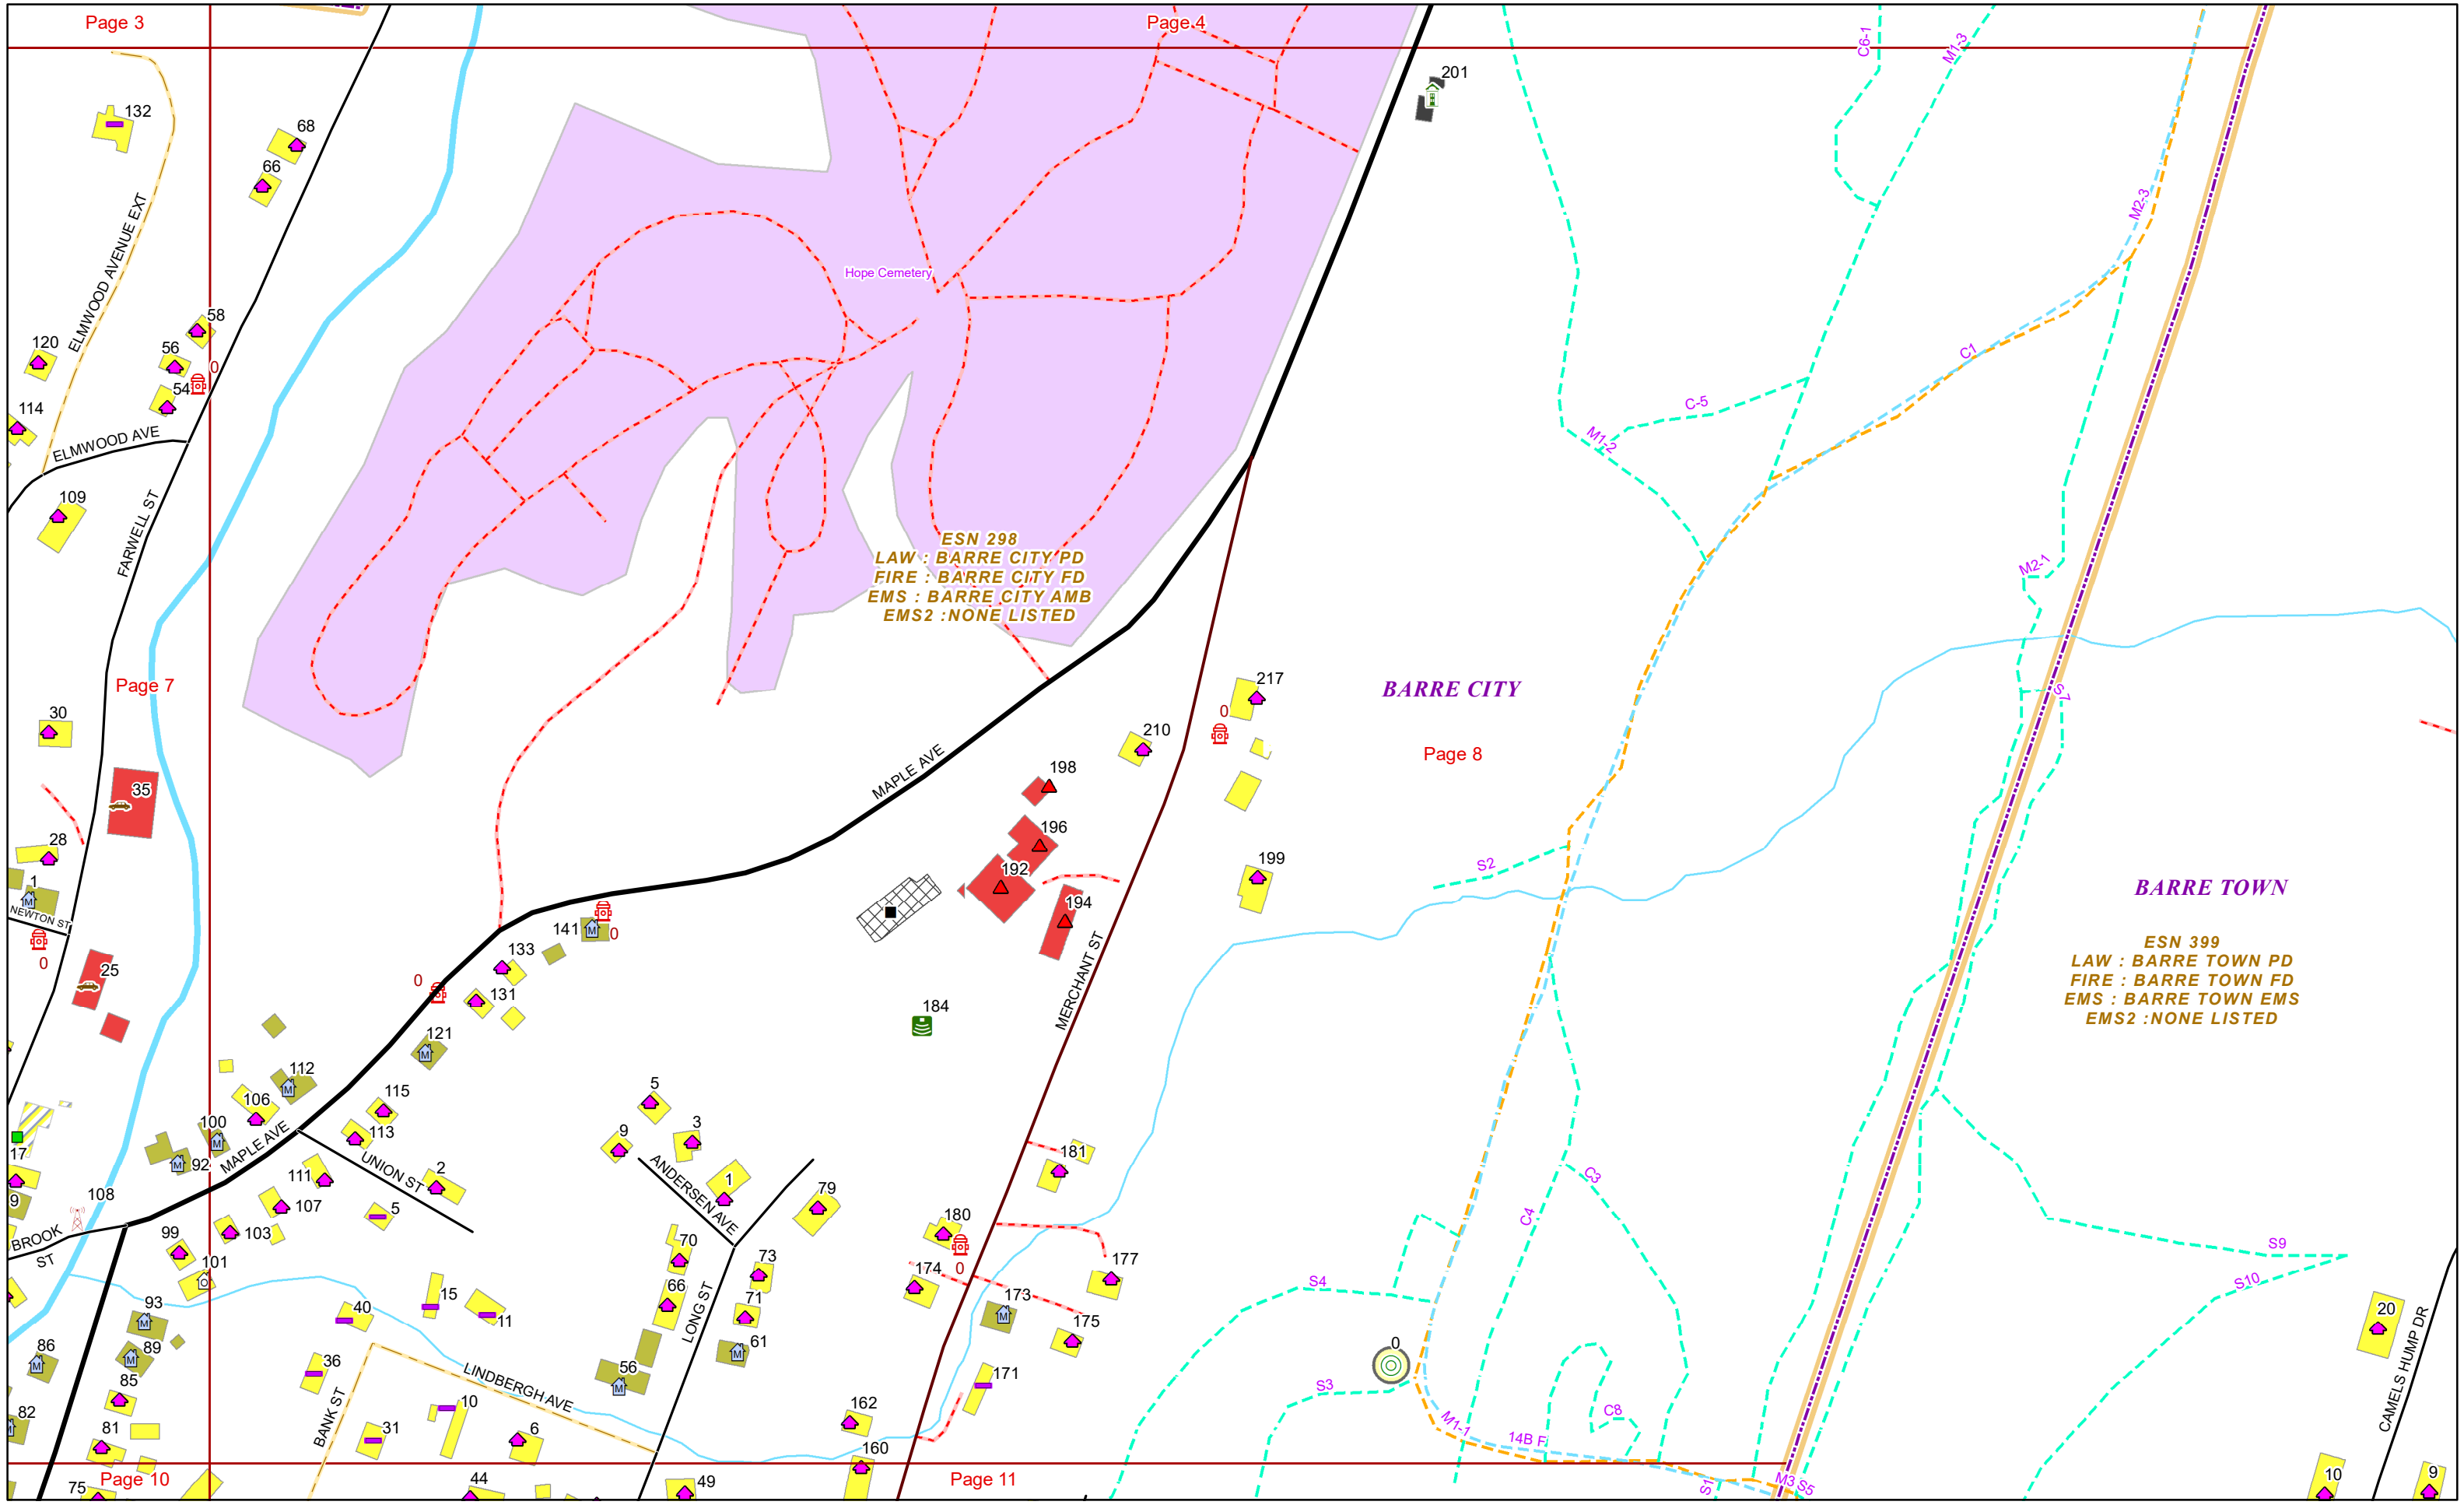 Page 3
Page 4
C6-1
M1-3
201
132
68
66
M2-3
ELMWOOD AVENUE EXT
Hope Cemetery
58
0
56
120
54
C1
114
C-5
ELMWOOD AVE
M1-2
109
FARWELL ST
ESN 298
LAW : BARRE CITY PD
FIRE : BARRE CITY FD
EMS : BARRE CITY AMB
EMS2 :NONE LISTED
M2-1
Page 7
217
BARRE CITY
S7
30
0
210
Page 8
MAPLE AVE
198
35
196
28
192
199
S2
1
194
BARRE TOWN
NEWTON ST
141
0
133
0
25
0
131
MERCHANT ST
184
ESN 399
LAW : BARRE TOWN PD
FIRE : BARRE TOWN FD
EMS : BARRE TOWN EMS
EMS2 :NONE LISTED
121
112
106
115
5
100
113
9
3
MAPLE AVE
92
17
111
UNION ST
2
ANDERSEN AVE
1
181
C3
9
108
107
5
79
C4
BROOK
ST
99
103
70
180
S9
101
73
0
174
177
S10
S4
15
66
93
40
11
71
173
20
LONG ST
175
86
89
61
0
36
56
171
85
LINDBERGH AVE
S3
CAMELS HUMP DR
82
BANK ST
10
162
C8
81
31
6
M1-1
14B F
160
Page 10
75
44
49
Page 11
S1
M3
S5
10
9